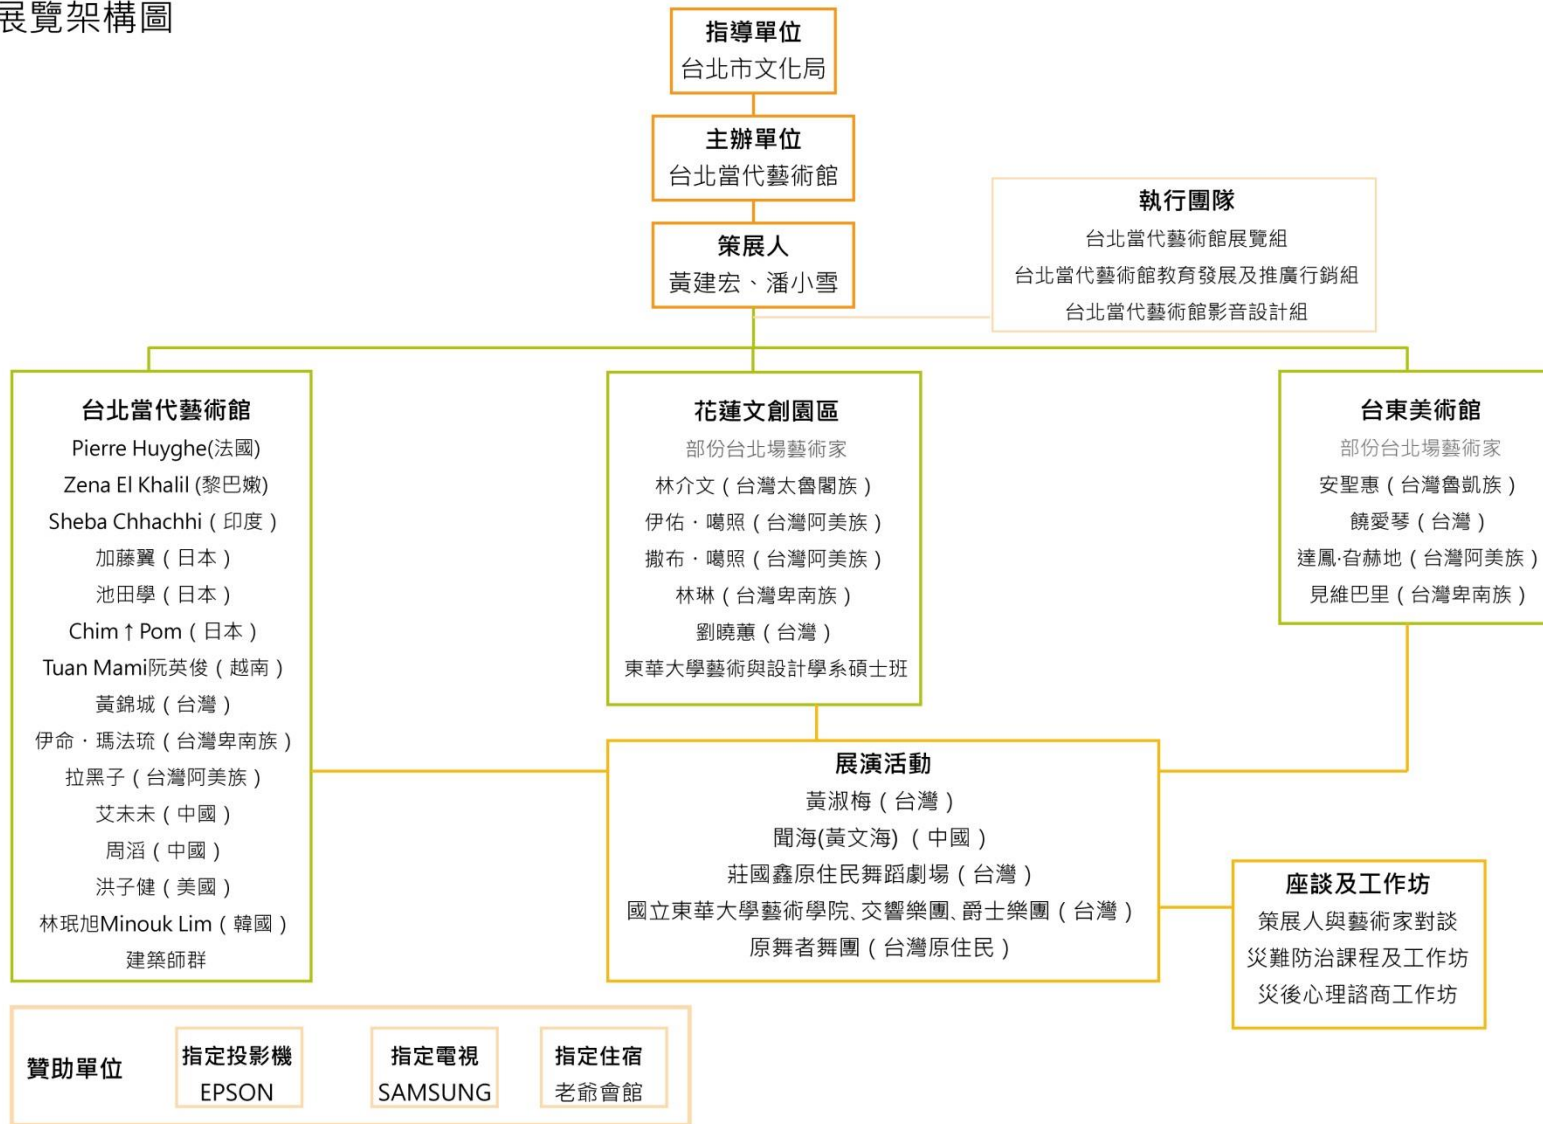 展覽架構圖
指導單位
台北市文化局
主辦單位
台北當代藝術館
策展人
黃建宏、潘小雪
執行團隊
台北當代藝術館展覽組
台北當代藝術館教育發展及推廣行銷組
台北當代藝術館影音設計組
台北當代藝術館
Pierre Huyghe(法國)
Zena El Khalil (黎巴嫩)
Sheba Chhachhi ( 印度 )
加藤翼 ( 日本 )
池田學 ( 日本 )
Chim ↑ Pom ( 日本 )
Tuan Mami阮英俊 ( 越南 )
黃錦城 ( 台灣 )
伊命・瑪法琉 ( 台灣卑南族 )
拉黑子 ( 台灣阿美族 )
艾未未 ( 中國 )
周滔 ( 中國 )
洪子健 ( 美國 )
林珉旭Minouk Lim ( 韓國 )
建築師群
花蓮文創園區
部份台北場藝術家
林介文 ( 台灣太魯閣族 )
伊佑・噶照 ( 台灣阿美族 )
撒布・噶照 ( 台灣阿美族 )
林琳 ( 台灣卑南族 )
劉曉蕙 ( 台灣 )
東華大學藝術與設計學系碩士班
台東美術館
部份台北場藝術家
安聖惠 ( 台灣魯凱族 )
饒愛琴 ( 台灣 )
達鳳·旮赫地 ( 台灣阿美族 )
見維巴里 ( 台灣卑南族 )
展演活動
黃淑梅 ( 台灣 )
聞海(黃文海) ( 中國 )
莊國鑫原住民舞蹈劇場 ( 台灣 )
國立東華大學藝術學院、交響樂團、爵士樂團 ( 台灣 )
原舞者舞團 ( 台灣原住民 )
座談及工作坊
策展人與藝術家對談
災難防治課程及工作坊
災後心理諮商工作坊
贊助單位
指定投影機
EPSON
指定電視
SAMSUNG
指定住宿
老爺會館